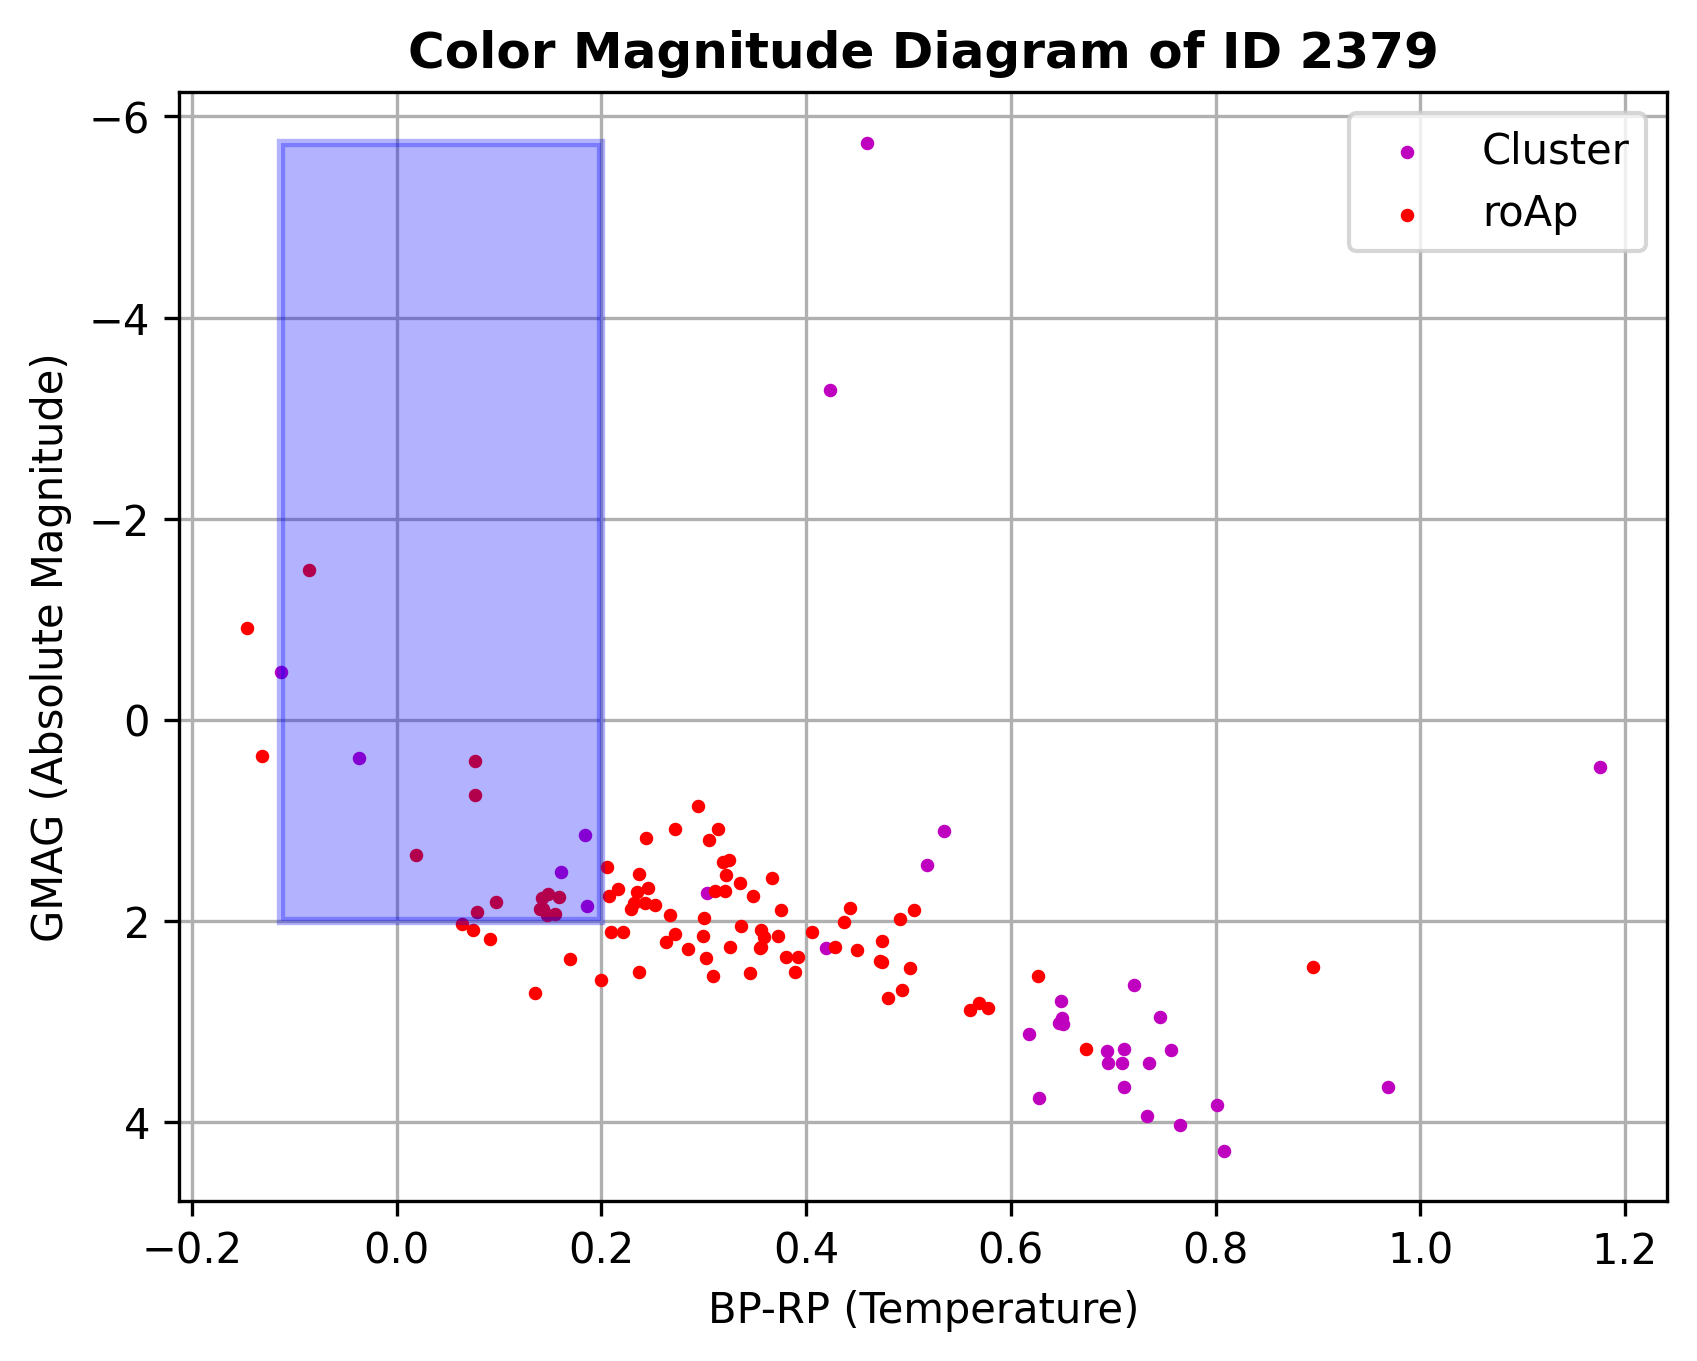 Color Magnitude Diagram of ID 2379
Cluster
roAp
GMAG (Absolute Magnitude)
−6
−4
−2
0
2
4
−0.2 0.0 0.2 0.4 0.6 0.8 1.0 1.2
BP-RP (Temperature)